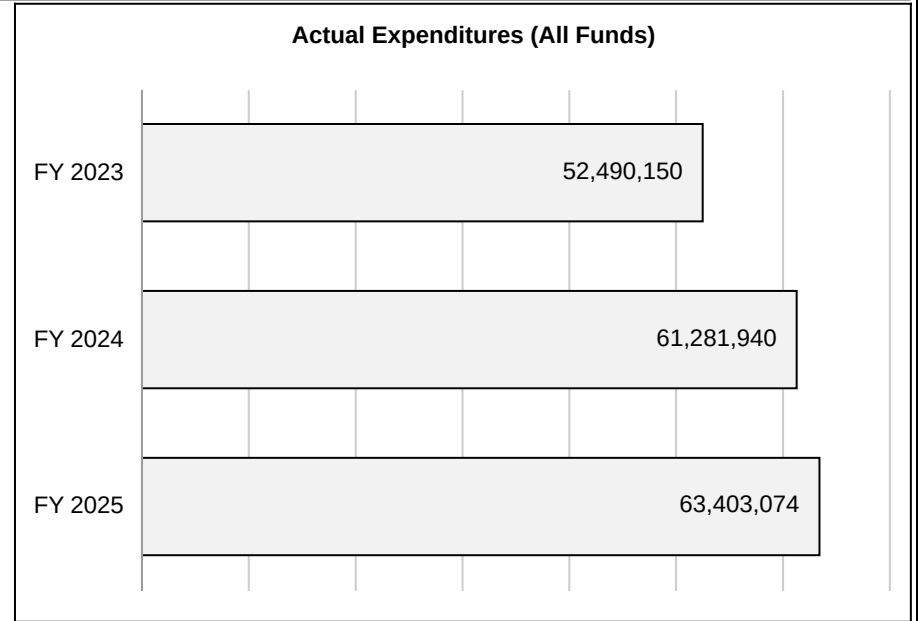 Actual Expenditures (All Funds)
FY 2023
52,490,150
FY 2024
61,281,940
FY 2025
63,403,074